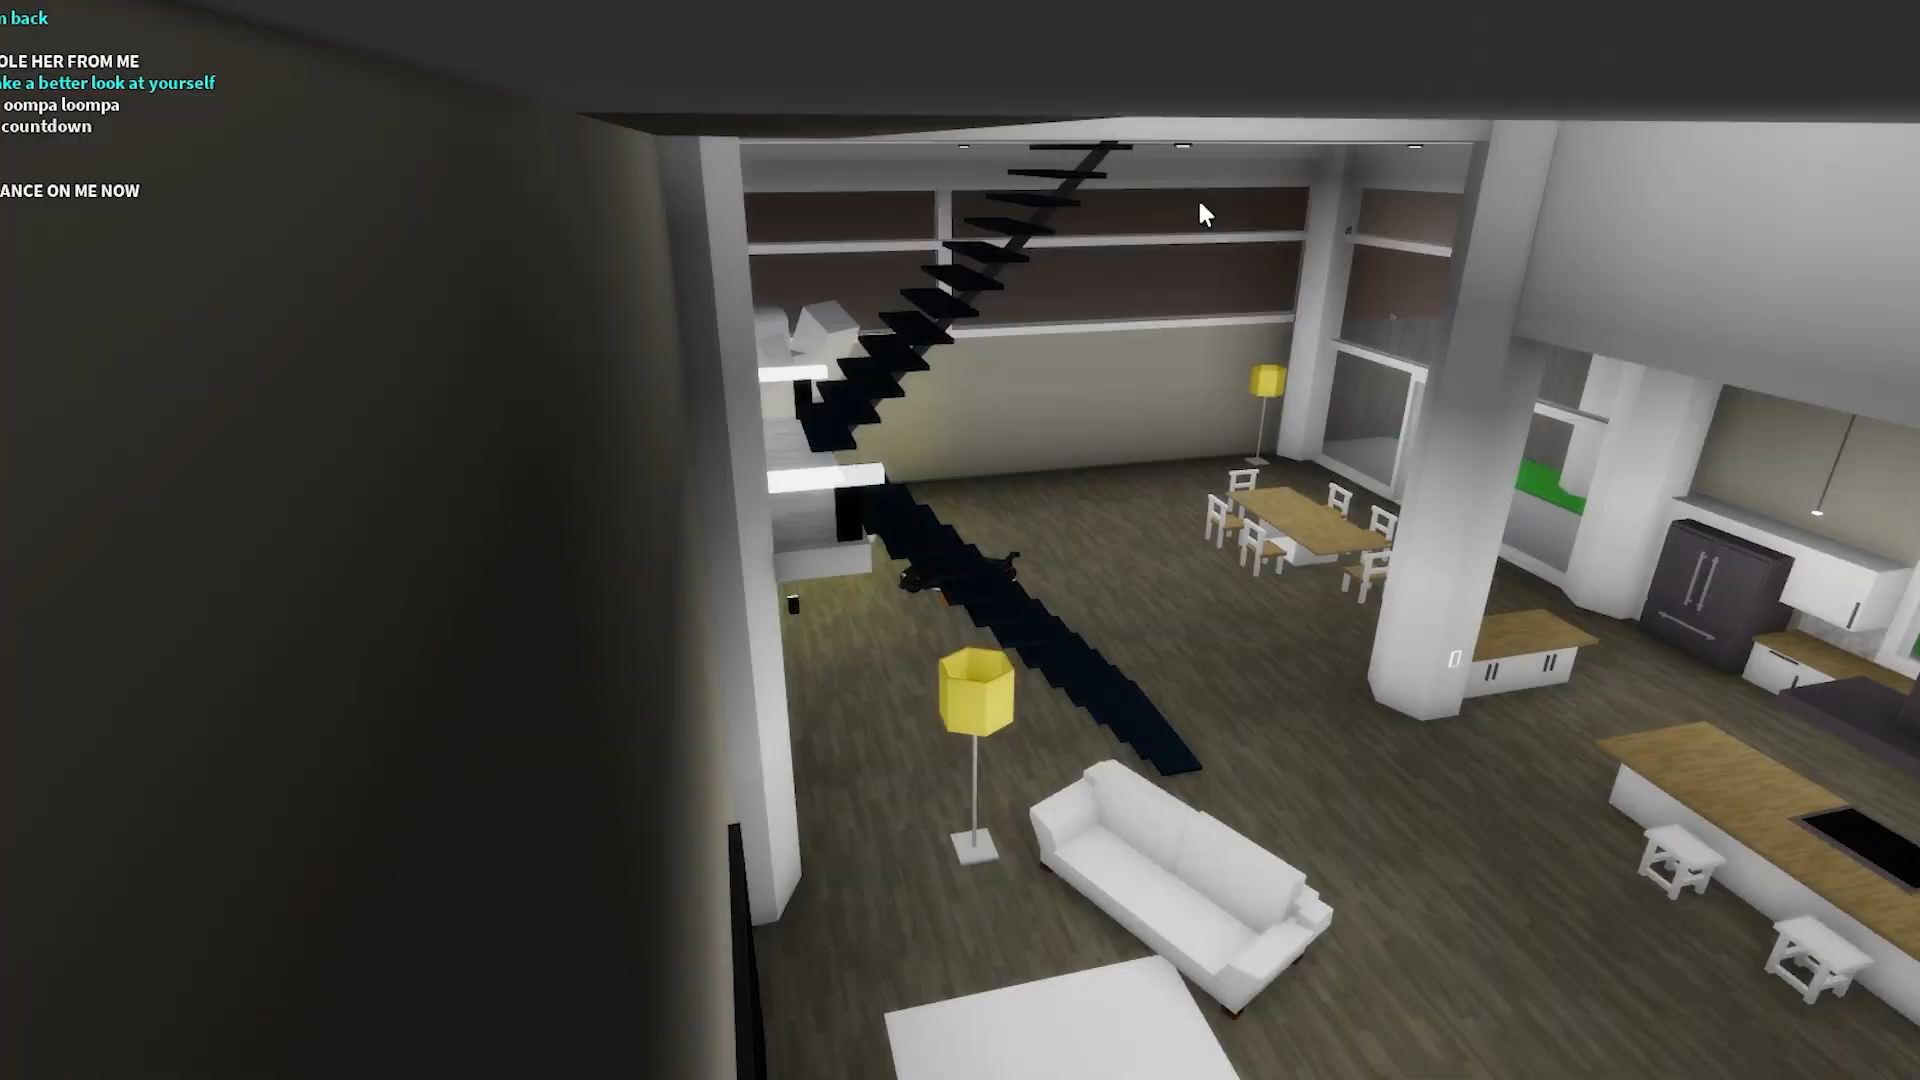 n back
OLE HER FROM ME
ake a better look at yourself
oompa loompa
countdown
ANCE ON ME NOW